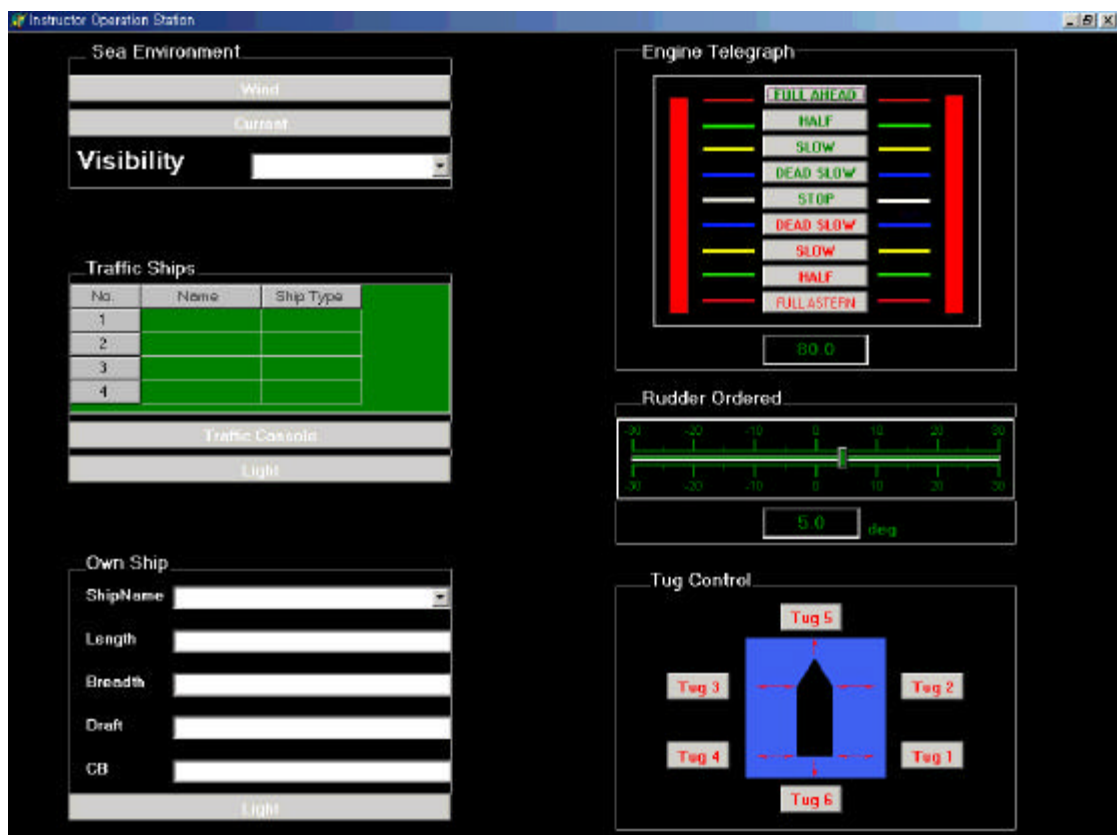 Instructor Operation Station
Sea Environment
Wind
Current
Visibility
Traffic Ships
No. Name Ship Type
1
2
3
4
Traffic Console
Light
Own Ship
ShipName
Length
Breadth
Draft
CB
Light
Engine Telegraph
FULL AHEAD
HALF
SLOW
DEAD SLOW
STOP
DEAD SLOW
SLOW
HALF
FULL ASTERN
80.0
Rudder Ordered
-30 -20 -10 0 10 20 30
-30 -20 -10 0 10 20 30
5.0 deg
Tug Control
Tug 5
Tug 3 Tug 2
Tug 4 Tug 1
Tug 6